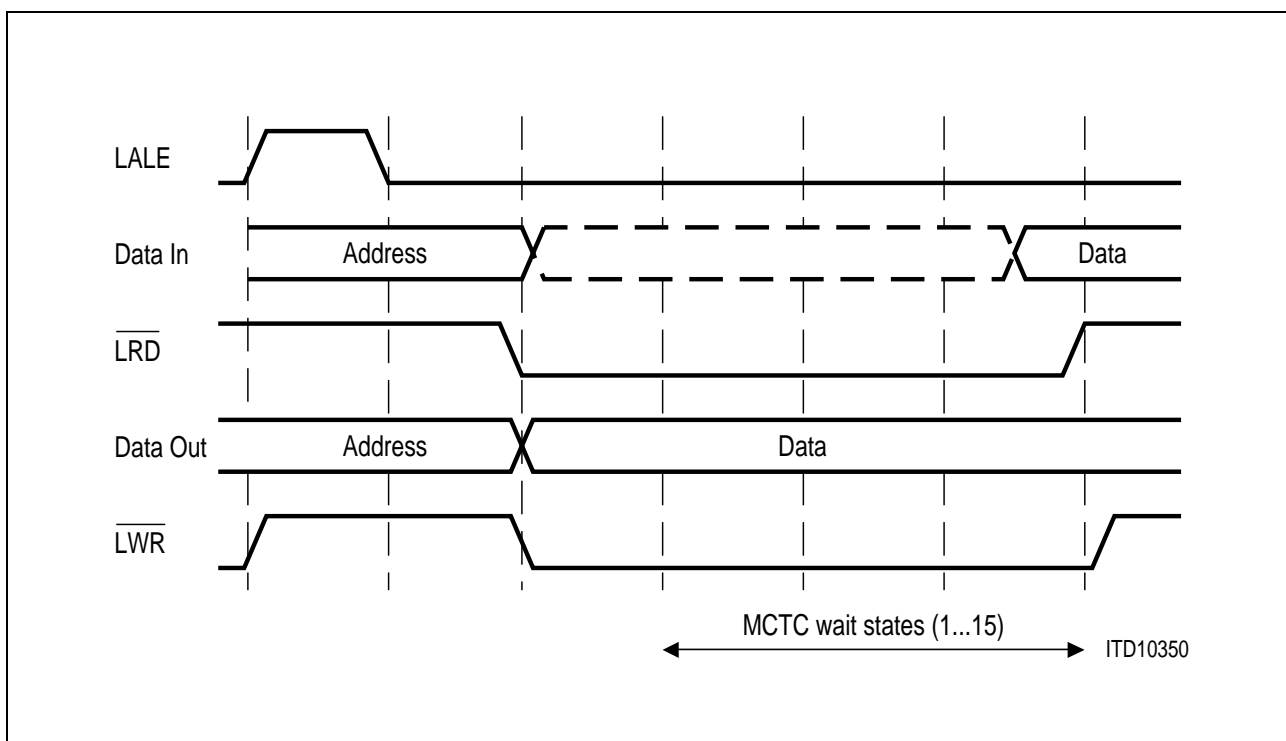 LALE
Data In Address Data
LRD
Data Out Address Data
LWR
MCTC wait states (1...15)
ITD10350